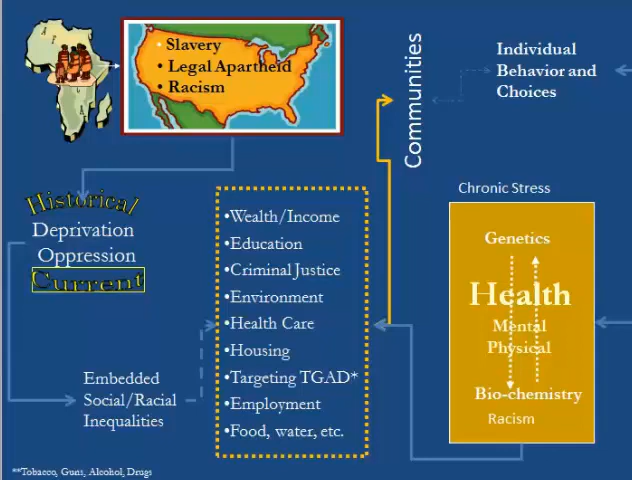 • Slavery
• Legal Apartheid
• Racism
Communities
Individual
Behavior and
Choices
Historical
Deprivation
Oppression
Current
Embedded
Social/Racial
Inequalities
•Wealth/Income
•Education
•Criminal Justice
•Environment
•Health Care
•Housing
•Targeting TGAD*
•Employment
•Food, water, etc.
Chronic Stress
Genetics
Health
Mental
Physical
Bio-chemistry
Racism
**Tobacco, Guns, Alcohol, Drugs